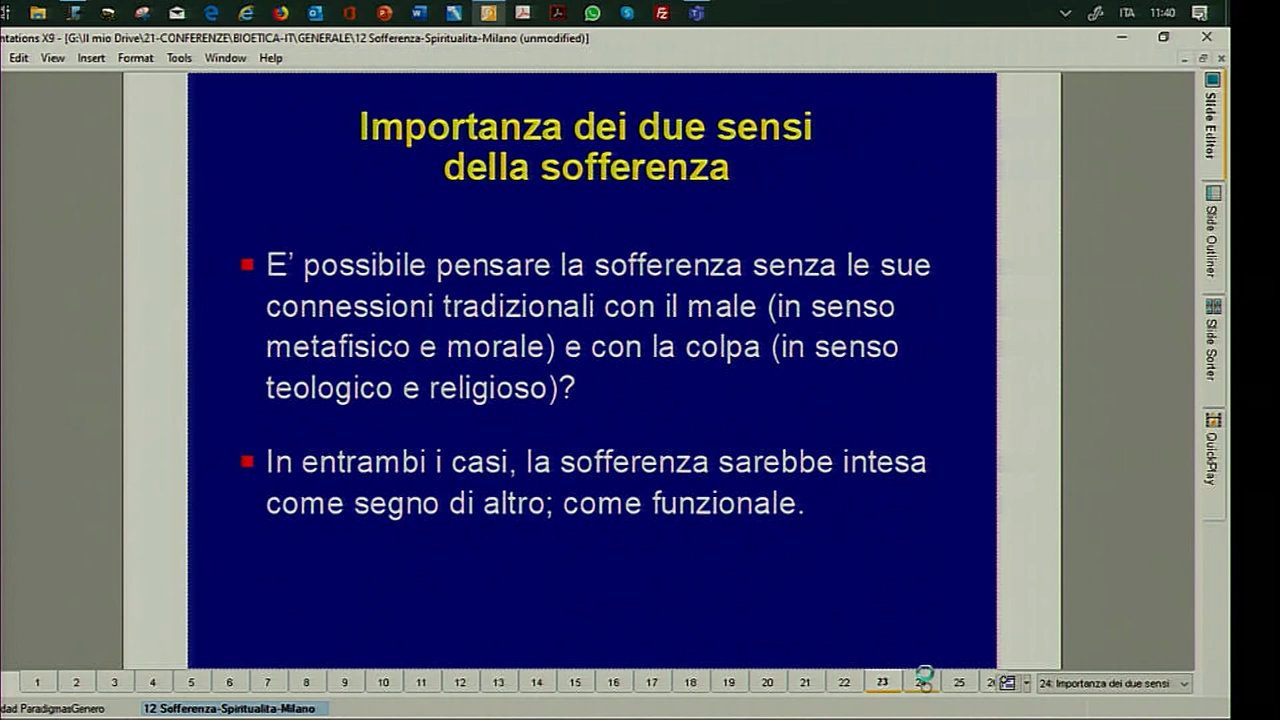 ITA 11:40
ntations X9 - [G:\Il mio Drive\21-CONFERENZE\BIOETICA-IT\GENERALE\12 Sofferenza-Spiritualita-Milano (unmodified)]
Edit View Insert Format Tools Window Help
Importanza dei due sensi
della sofferenza
E' possibile pensare la sofferenza senza le sue
connessioni tradizionali con il male (in senso
metafisico e morale) e con la colpa (in senso
teologico e religioso)?
In entrambi i casi, la sofferenza sarebbe intesa
come segno di altro; come funzionale.
Slide Editor
Slide Outliner
Slide Sorter
QuickPlay
1 2 3 4 5 6 7 8 9 10 11 12 13 14 15 16 17 18 19 20 21 22 23 25 24: Importanza dei due sensi
dad ParadigmasGenero 12 Sofferenza-Spiritualita-Milano